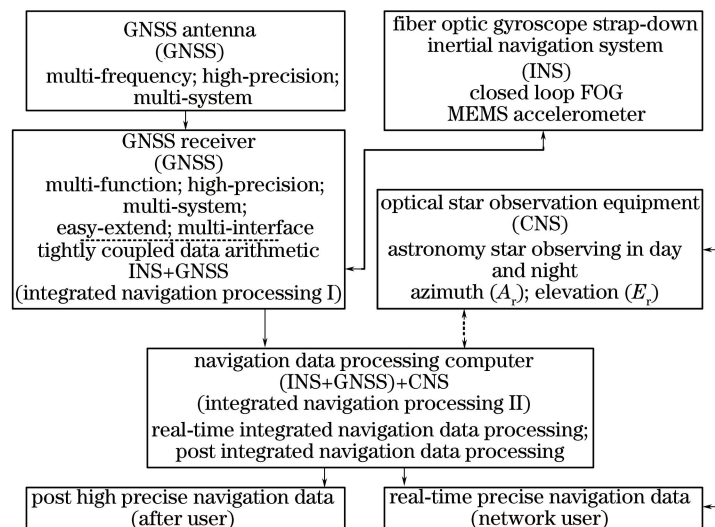 GNSS antenna
(GNSS)
multi-frequency; high-precision;
multi-system
fiber optic gyroscope strap-down
inertial navigation system
(INS)
closed loop FOG
MEMS accelerometer
GNSS receiver
(GNSS)
multi-function; high-precision;
multi-system;
easy-extend; multi-interface
tightly coupled data arithmetic
INS+GNSS
(integrated navigation processing I)
optical star observation equipment
(CNS)
astronomy star observing in day
and night
azimuth (Ar); elevation (Er)
navigation data processing computer
(INS+GNSS)+CNS
(integrated navigation processing II)
real-time integrated navigation data processing;
post integrated navigation data processing
post high precise navigation data
(after user)
real-time precise navigation data
(network user)